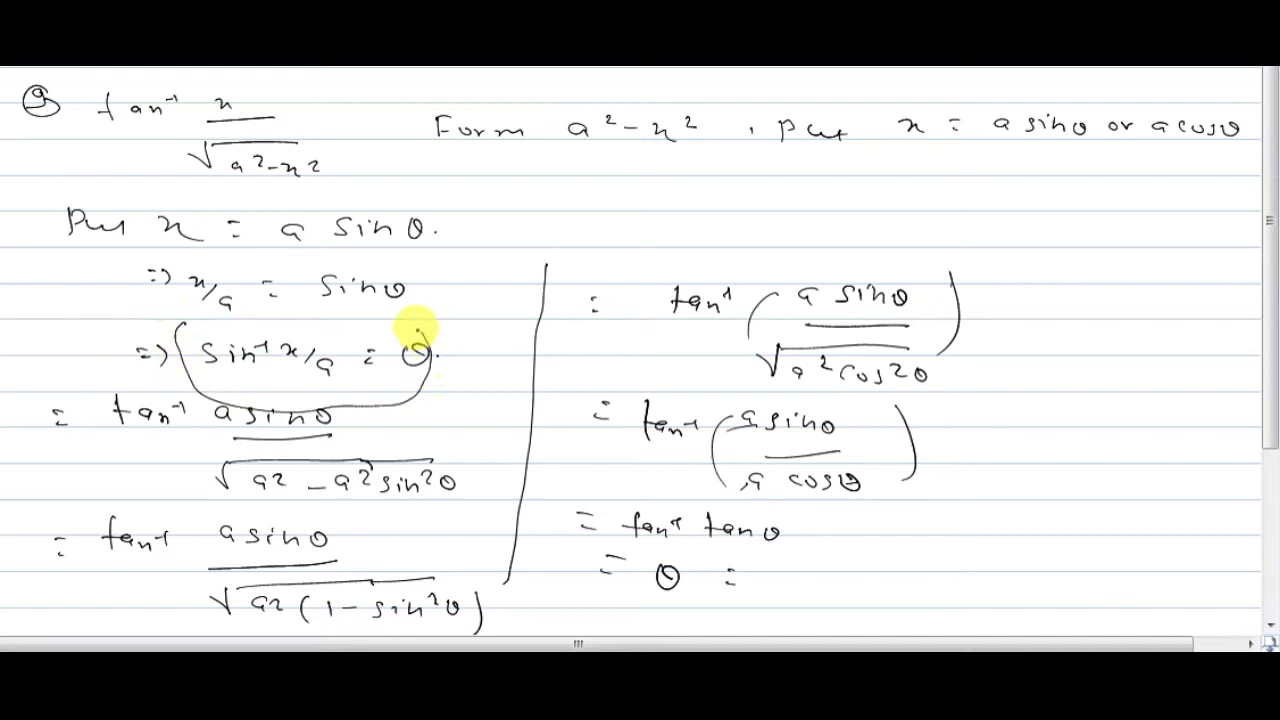 Q tan⁻¹ x / √(a² - x²)   Form a² - x² , Put x = a sinθ or a cosθ
Put x = a sinθ.
=> x/a = sinθ
=> (sin⁻¹ x/a = θ).
= tan⁻¹ a sinθ / √(a² - a² sin²θ)
= tan⁻¹ a sinθ / √(a² (1 - sin²θ))
= tan⁻¹ (a sinθ / √(a² cos²θ))
= tan⁻¹ (a sinθ / a cosθ)
= tan⁻¹ tanθ
= θ =